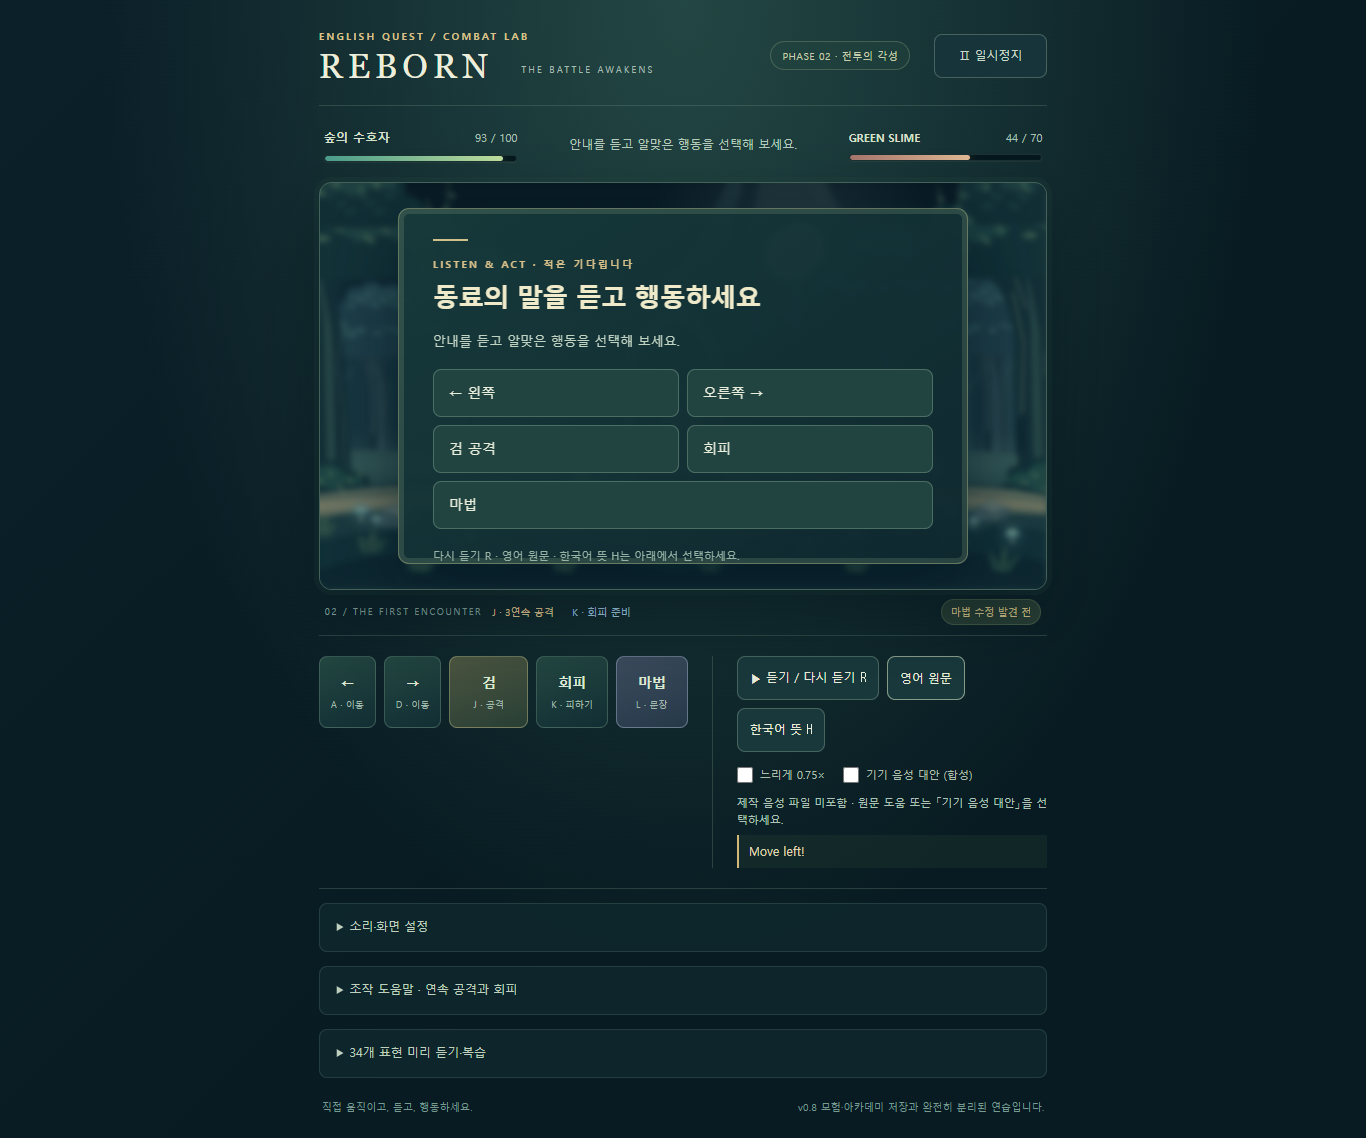 ENGLISH QUEST / COMBAT LAB
REBORN THE BATTLE AWAKENS
PHASE 02 · 전투의 각성
Ⅱ 일시정지
숲의 수호자 93 / 100
안내를 듣고 알맞은 행동을 선택해 보세요.
GREEN SLIME 44 / 70
LISTEN & ACT · 적은 기다립니다
동료의 말을 듣고 행동하세요
안내를 듣고 알맞은 행동을 선택해 보세요.
← 왼쪽
오른쪽 →
검 공격
회피
마법
다시 듣기 R · 영어 원문 · 한국어 뜻 H는 아래에서 선택하세요.
02 / THE FIRST ENCOUNTER J · 3연속 공격 K · 회피 준비
마법 수정 발견 전
←
A · 이동
→
D · 이동
검
J · 공격
회피
K · 피하기
마법
L · 문장
▶ 듣기 / 다시 듣기 R
영어 원문
한국어 뜻 H
느리게 0.75×
기기 음성 대안 (합성)
제작 음성 파일 미포함 · 원문 도움 또는 「기기 음성 대안」을 선
택하세요.
Move left!
▶ 소리·화면 설정
▶ 조작 도움말 · 연속 공격과 회피
▶ 34개 표현 미리 듣기·복습
직접 움직이고, 듣고, 행동하세요.
v0.8 모험·아카데미 저장과 완전히 분리된 연습입니다.